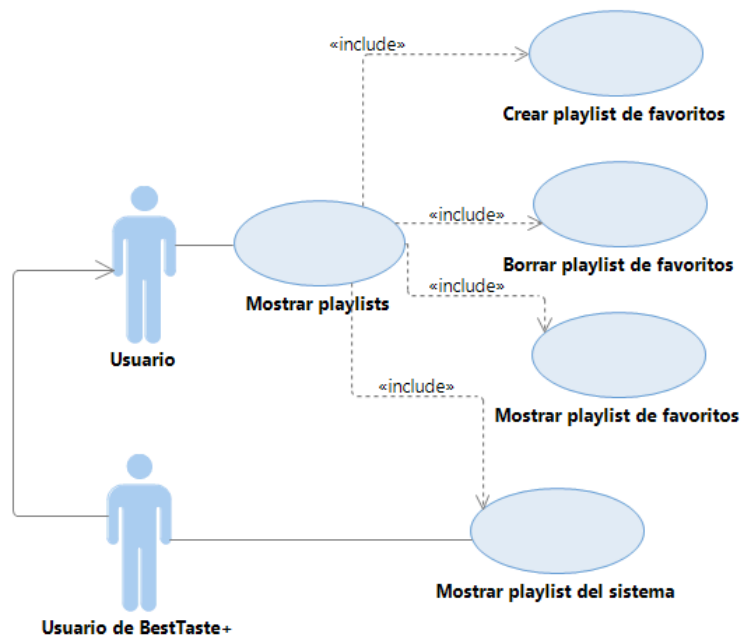 «include»
Crear playlist de favoritos
«include»
Borrar playlist de favoritos
«include»
Mostrar playlists
Usuario
«include»
Mostrar playlist de favoritos
Mostrar playlist del sistema
Usuario de BestTaste+